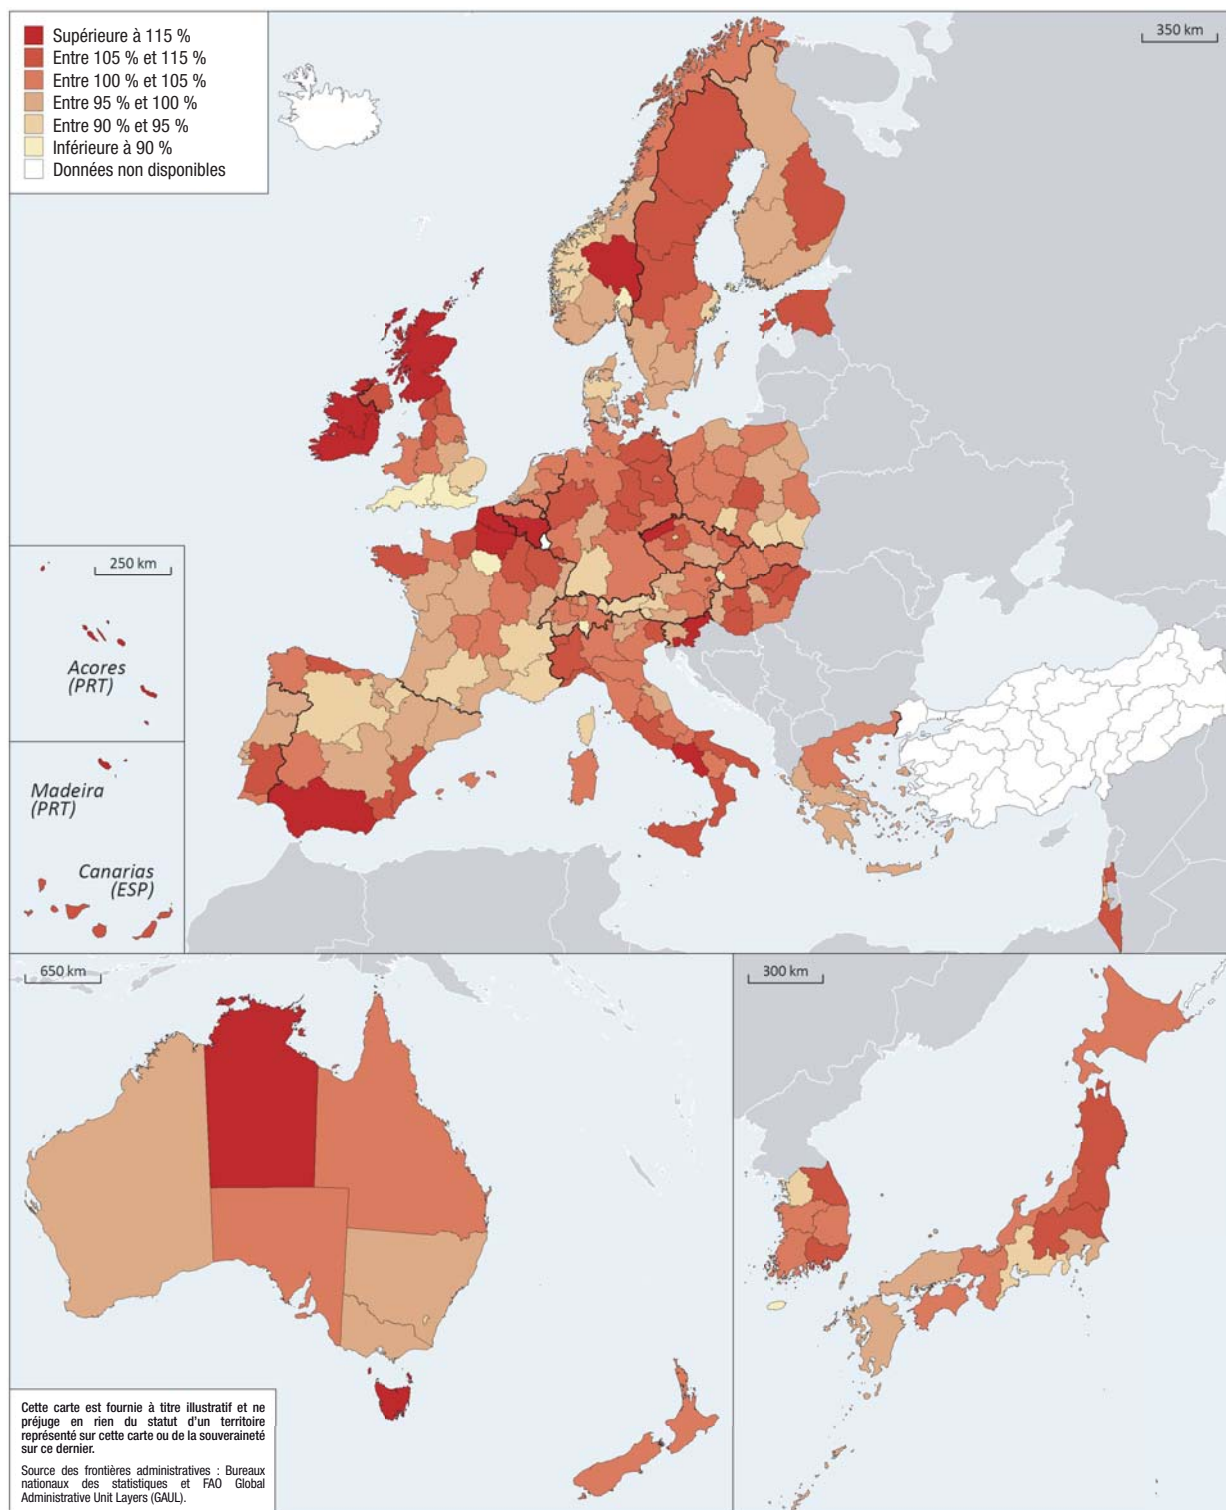 Supérieure à 115 %
Entre 105 % et 115 %
Entre 100 % et 105 %
Entre 95 % et 100 %
Entre 90 % et 95 %
Inférieure à 90 %
Données non disponibles
350 km
250 km
Acores
(PRT)
Madeira
(PRT)
Canarias
(ESP)
650 km
300 km
Cette carte est fournie à titre illustratif et ne
préjuge en rien du statut d'un territoire
représenté sur cette carte ou de la souveraineté
sur ce dernier.
Source des frontières administratives : Bureaux
nationaux des statistiques et FAO Global
Administrative Unit Layers (GAUL).